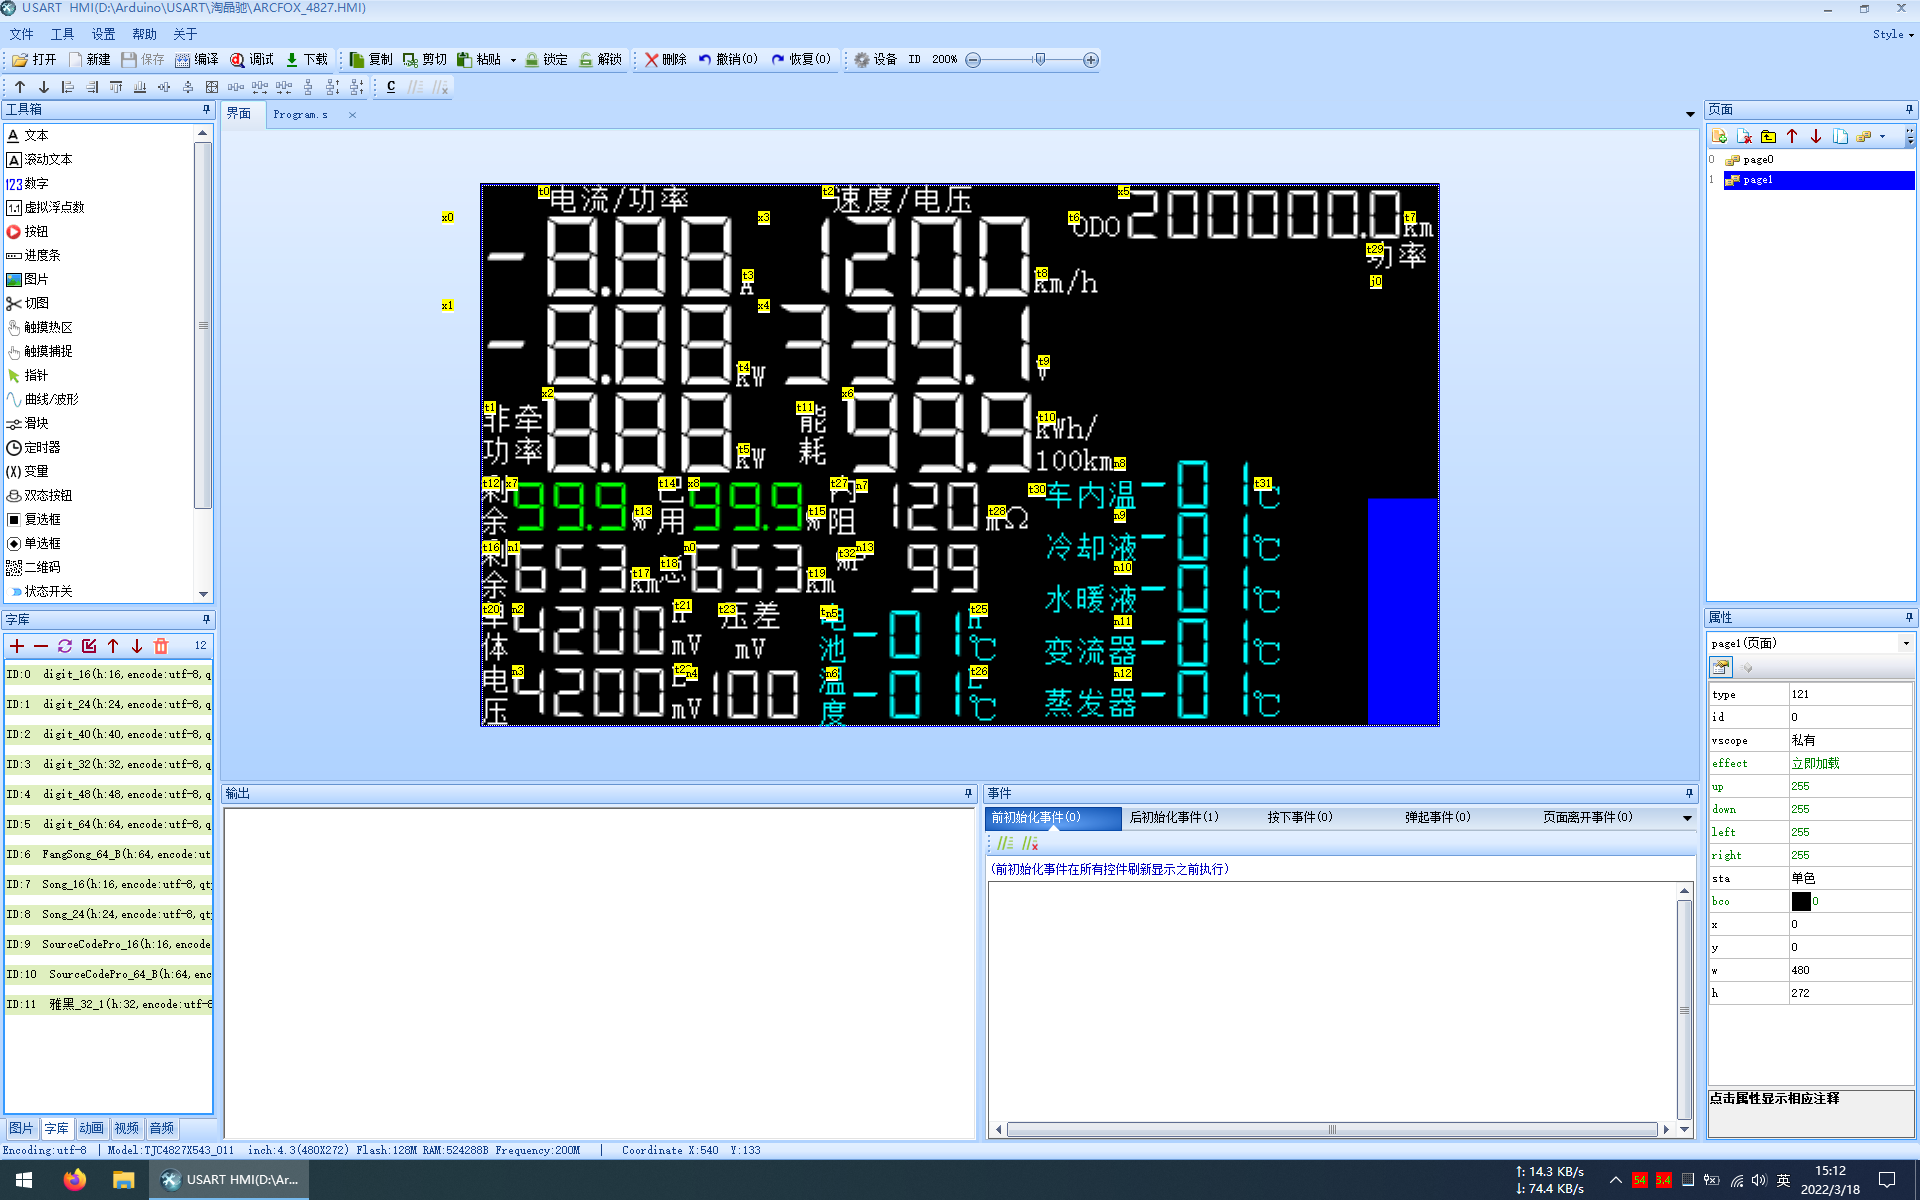 USART HMI(D:\Arduino\USART\淘晶驰\ARCFOX_4827.HMI)
文件 工具 设置 帮助 关于
Style
打开 新建 保存 编译 调试 下载 复制 剪切 粘贴 锁定 解锁 删除 撤销(0) 恢复(0) 设备 ID 200%
C
工具箱
文本
滚动文本
123 数字
1.1 虚拟浮点数
按钮
进度条
图片
切图
触摸热区
触摸捕捉
指针
曲线/波形
滑块
定时器
(X) 变量
双态按钮
复选框
单选框
二维码
状态开关
字库
12
ID:0 digit_16(h:16,encode:utf-8,q
ID:1 digit_24(h:24,encode:utf-8,q
ID:2 digit_40(h:40,encode:utf-8,q
ID:3 digit_32(h:32,encode:utf-8,q
ID:4 digit_48(h:48,encode:utf-8,q
ID:5 digit_64(h:64,encode:utf-8,q
ID:6 FangSong_64_B(h:64,encode:ut
ID:7 Song_16(h:16,encode:utf-8,qty
ID:8 Song_24(h:24,encode:utf-8,qt
ID:9 SourceCodePro_16(h:16,encode
ID:10 SourceCodePro_64_B(h:64,enc
ID:11 雅黑_32_1(h:32,encode:utf-8
图片 字库 动画 视频 音频
界面 Program.s
t0 电流/功率 t2 速度/电压 x5 2000000.0 t7 km
x0 x3 t6 ODO
-8.88 t3 A 120.0 t8 km/h
t29 功率
j0
x1 x4
-8.88 t4 kW 339.1 t9 V
x2 x6
t1 非牵功率 8.88 t5 kW t11 能耗 99.9 t10 kWh/100km
t12 剩余 x7 99.9 t13 t14 已用 x8 99.9 t15 t27 内阻 n7 120 t28 mΩ
t16 剩余 n1 653 t17 km t18 总 n0 653 t19 km t32 n13 99
t20 单体电压 n2 4200 t21 H mV t23 压差 mV
n3 4200 t22 L mV n4 100
电池温度 n5 -01 t25 H ℃
n6 -01 t26 L ℃
t30 车内温 n8 -01 t31 ℃
冷却液 n9 -01 ℃
水暖液 n10 -01 ℃
变流器 n11 -01 ℃
蒸发器 n12 -01 ℃
输出
事件
前初始化事件(0) 后初始化事件(1) 按下事件(0) 弹起事件(0) 页面离开事件(0)
(前初始化事件在所有控件刷新显示之前执行)
页面
0 page0
1 page1
属性
page1(页面)
type 121
id 0
vscope 私有
effect 立即加载
up 255
down 255
left 255
right 255
sta 单色
bco 0
x 0
y 0
w 480
h 272
点击属性显示相应注释
Encoding:utf-8 | Model:TJC4827X543_011 inch:4.3(480X272) Flash:128M RAM:524288B Frequency:200M | Coordinate X:540 Y:133
USART HMI(D:\Ar...
↑: 14.3 KB/s
↓: 74.4 KB/s
54 3.4
英
15:12
2022/3/18